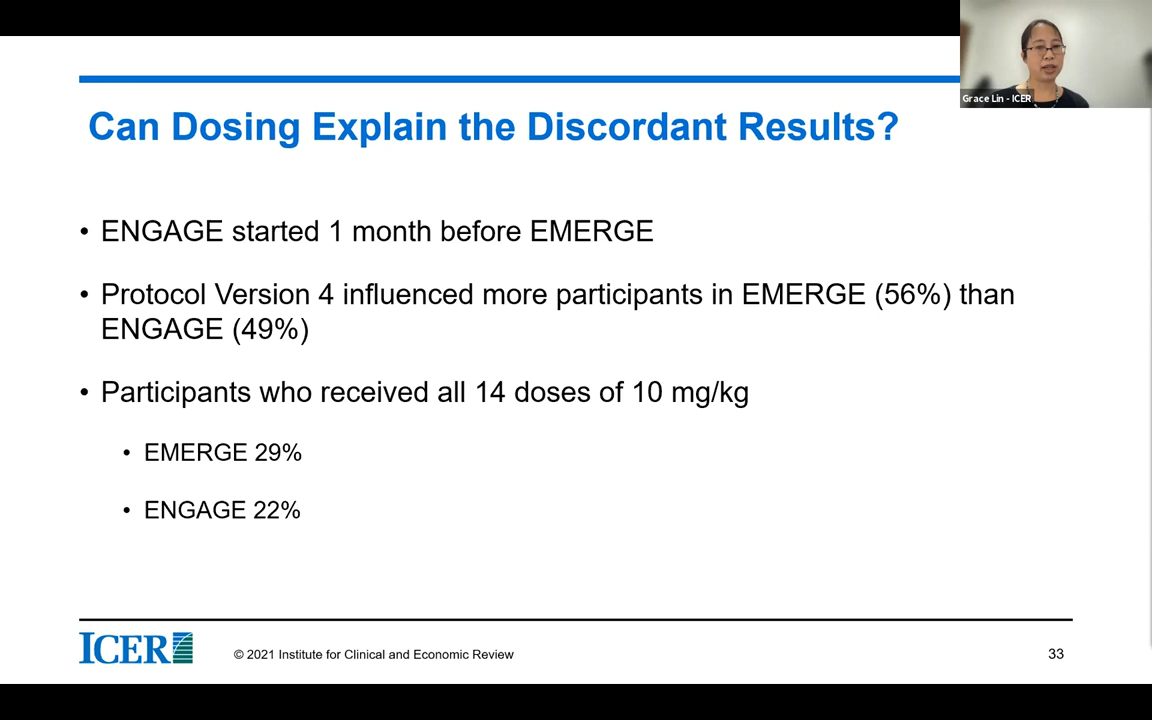 Grace Lin - ICER
Can Dosing Explain the Discordant Results?
• ENGAGE started 1 month before EMERGE
• Protocol Version 4 influenced more participants in EMERGE (56%) than
ENGAGE (49%)
• Participants who received all 14 doses of 10 mg/kg
• EMERGE 29%
• ENGAGE 22%
ICER
© 2021 Institute for Clinical and Economic Review
33